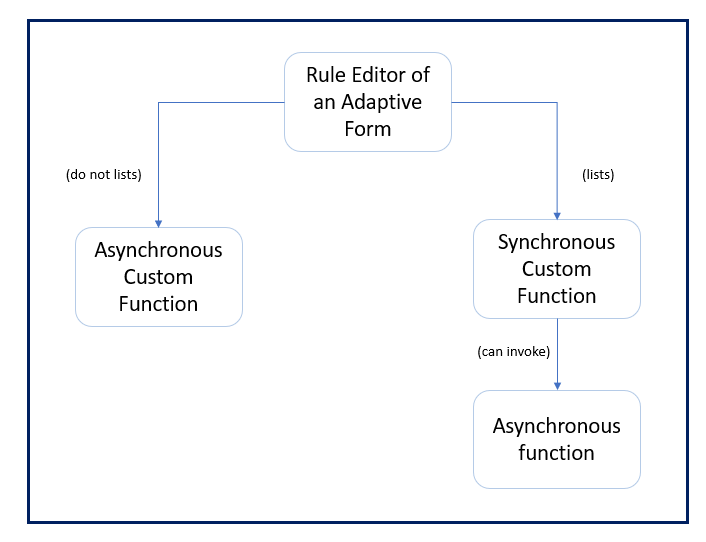 Rule Editor of
an Adaptive
Form
(do not lists)
(lists)
Asynchronous
Custom
Function
Synchronous
Custom
Function
(can invoke)
Asynchronous
function